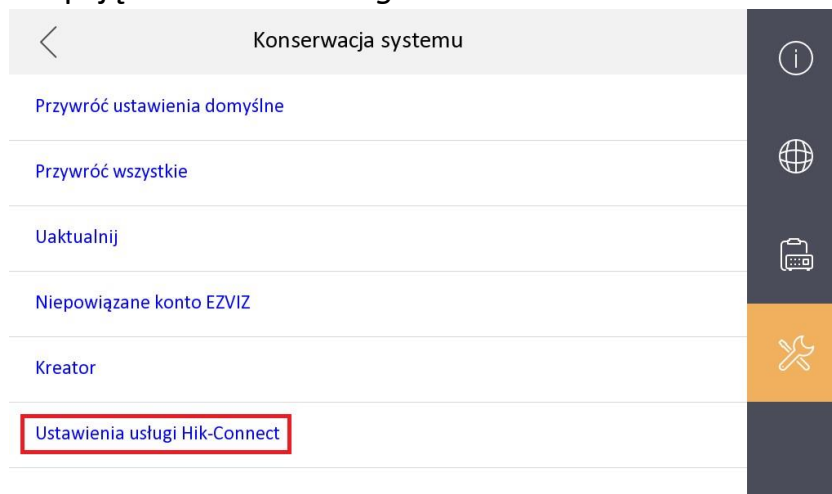 Konserwacja systemu
Przywróć ustawienia domyślne
Przywróć wszystkie
Uaktualnij
Niepowiązane konto EZVIZ
Kreator
Ustawienia usługi Hik-Connect